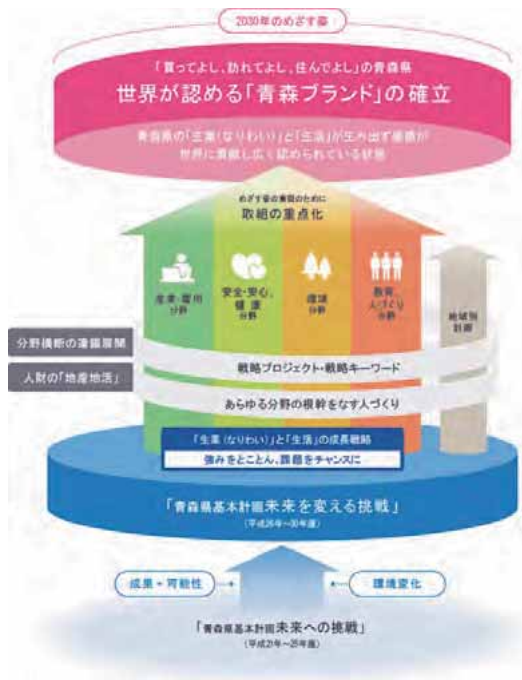 2030年のめざす姿
「買ってよし、訪れてよし、住んでよし」の青森県
世界が認める「青森ブランド」の確立
青森県の「生業(なりわい)」と「生活」が生み出す価値が
世界に貢献し広く認められている状態
めざす姿の実現のために
取組の重点化
産業・雇用
分野
安全・安心、
健康
分野
環境
分野
教育、
人づくり
分野
地域別
計画
分野横断の重層展開
戦略プロジェクト・戦略キーワード
人財の「地産地活」
あらゆる分野の根幹をなす人づくり
「生業(なりわい)」と「生活」の成長戦略
強みをとことん、課題をチャンスに
「青森県基本計画未来を変える挑戦」
(平成26年~30年度)
成果+可能性
環境変化
「青森県基本計画未来への挑戦」
(平成21年~25年度)